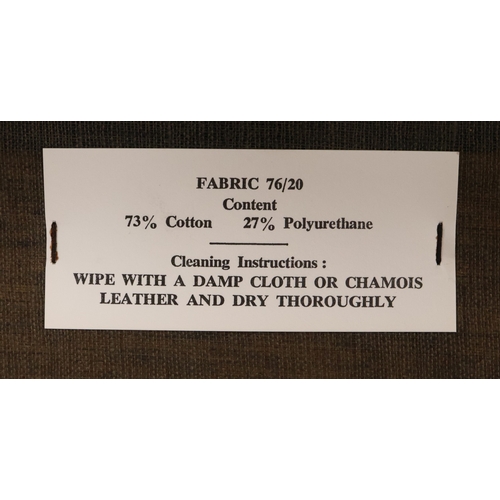 FABRIC 76/20
Content
73% Cotton 27% Polyurethane
Cleaning Instructions :
WIPE WITH A DAMP CLOTH OR CHAMOIS
LEATHER AND DRY THOROUGHLY